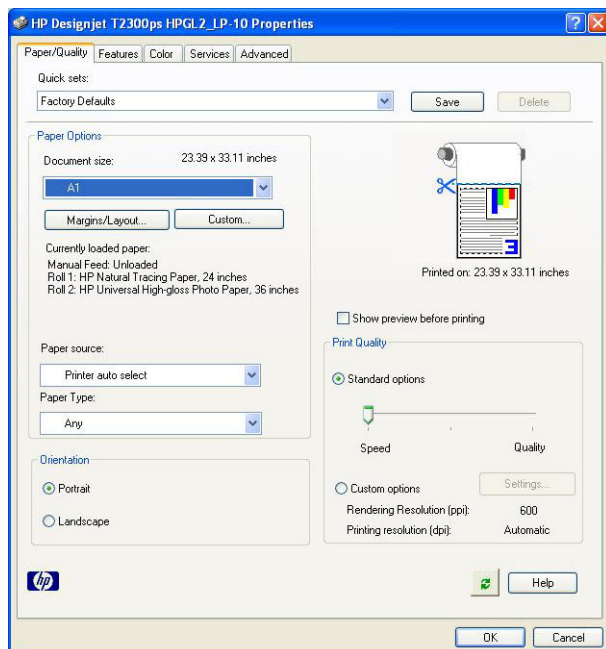 HP Designjet T2300ps HPGL2_LP-10 Properties
Paper/Quality Features Color Services Advanced
Quick sets:
Factory Defaults
Save
Delete
Paper Options
Document size:
23.39 x 33.11 inches
A1
Margins/Layout...
Custom...
Currently loaded paper:
Manual Feed: Unloaded
Roll 1: HP Natural Tracing Paper, 24 inches
Roll 2: HP Universal High-gloss Photo Paper, 36 inches
3
Printed on: 23.39 x 33.11 inches
Paper source:
Printer auto select
Paper Type:
Any
Show preview before printing
Print Quality
Standard options
Speed
Quality
Custom options
Settings...
Rendering Resolution (ppi): 600
Printing resolution (dpi): Automatic
Orientation
Portrait
Landscape
hp
Help
OK
Cancel